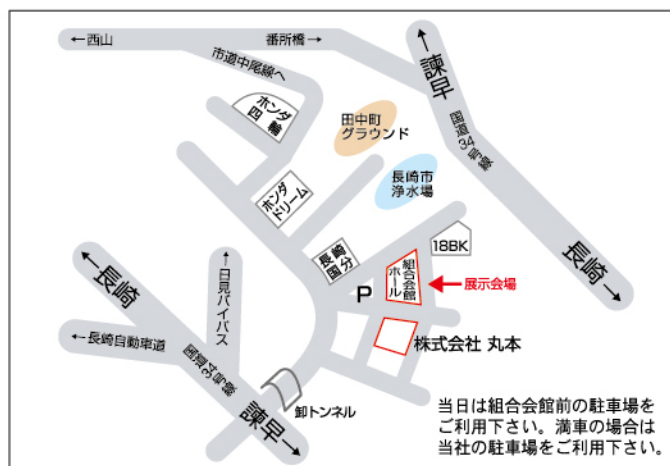 ←西山
番所橋→
市道中尾線へ
諫早
国道34号線
長崎
ホンダ
四輪
田中町
グラウンド
長崎市
浄水場
ホンダ
ドリーム
長崎
国分
18BK
組合会館
ホール
P
←展示会場
株式会社 丸本
長崎
日見バイパス
←長崎自動車道
国道34号線
諫早
卸トンネル
当日は組合会館前の駐車場を
ご利用下さい。満車の場合は
当社の駐車場をご利用下さい。